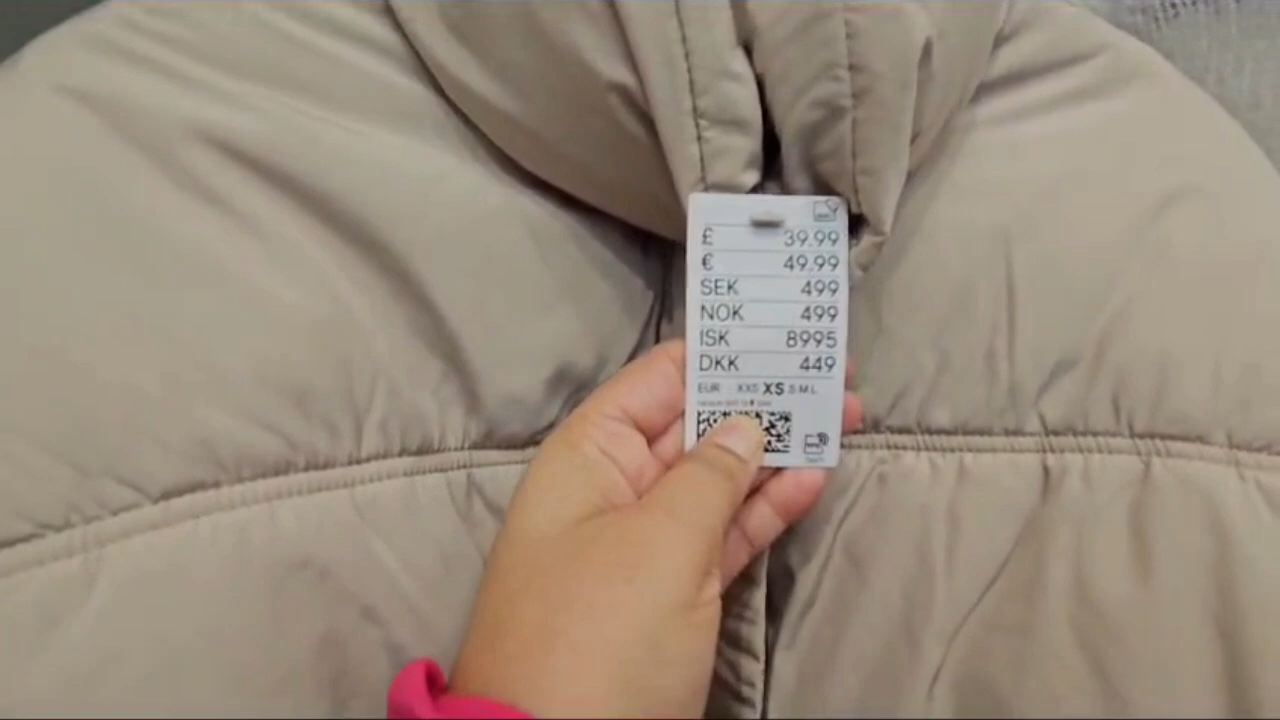 £ 39.99
€ 49.99
SEK 499
NOK 499
ISK 8995
DKK 449
EUR XXS XS S M L